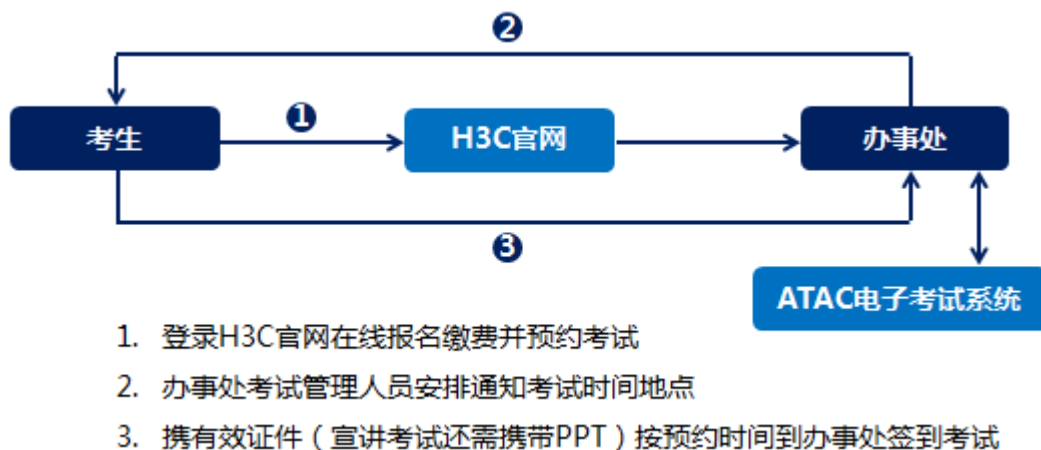 ❷
考生
❶
H3C官网
办事处
❸
ATAC电子考试系统
1. 登录H3C官网在线报名缴费并预约考试
2. 办事处考试管理人员安排通知考试时间地点
3. 携有效证件（宣讲考试还需携带PPT）按预约时间到办事处签到考试